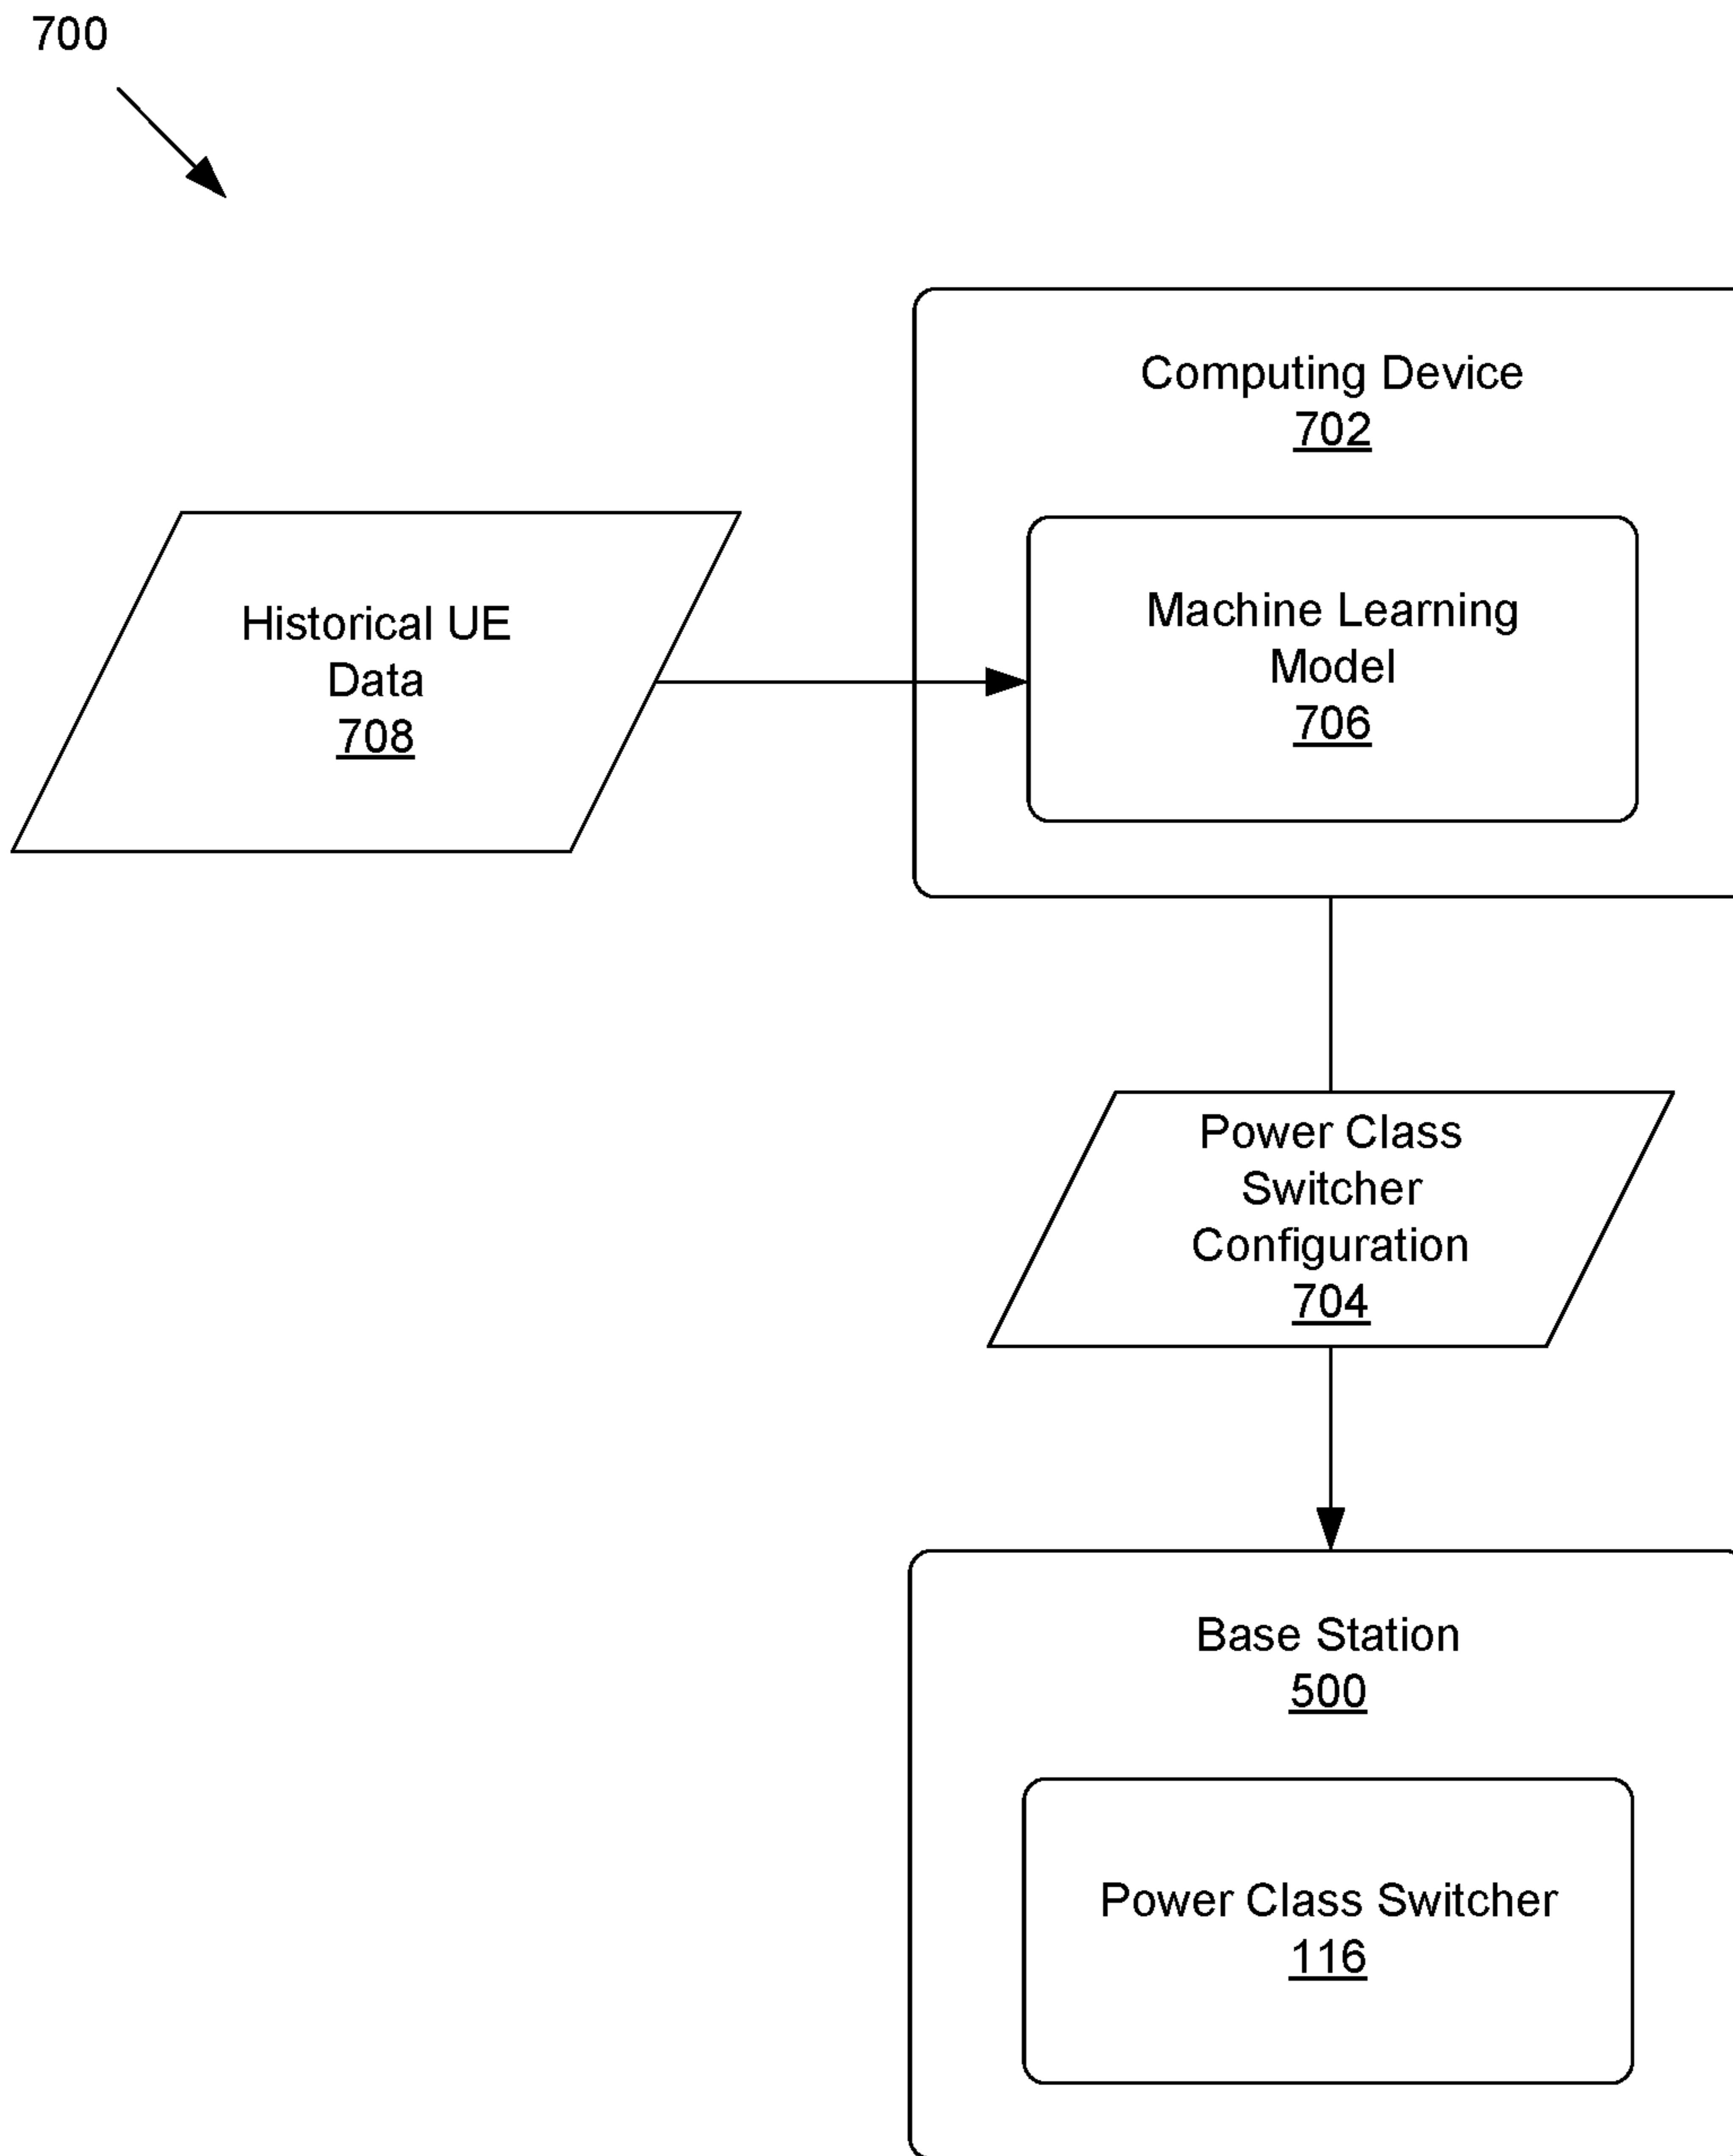 700
Computing Device
702
Historical UE
Data
708
Machine Learning
Model
706
Power Class
Switcher
Configuration
704
Base Station
500
Power Class Switcher
116